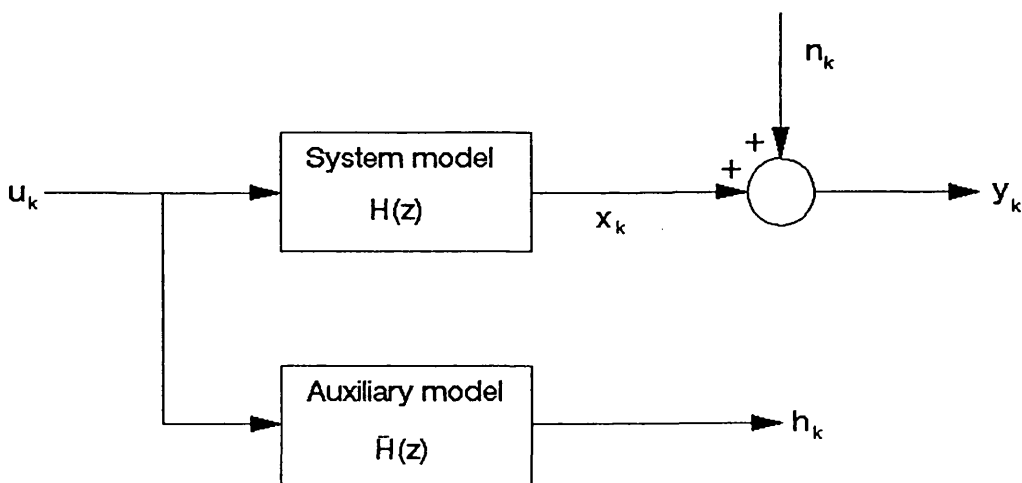 n_k
+
System model
+
u_k
H(z)
x_k
y_k
Auxiliary model
H̄(z)
h_k